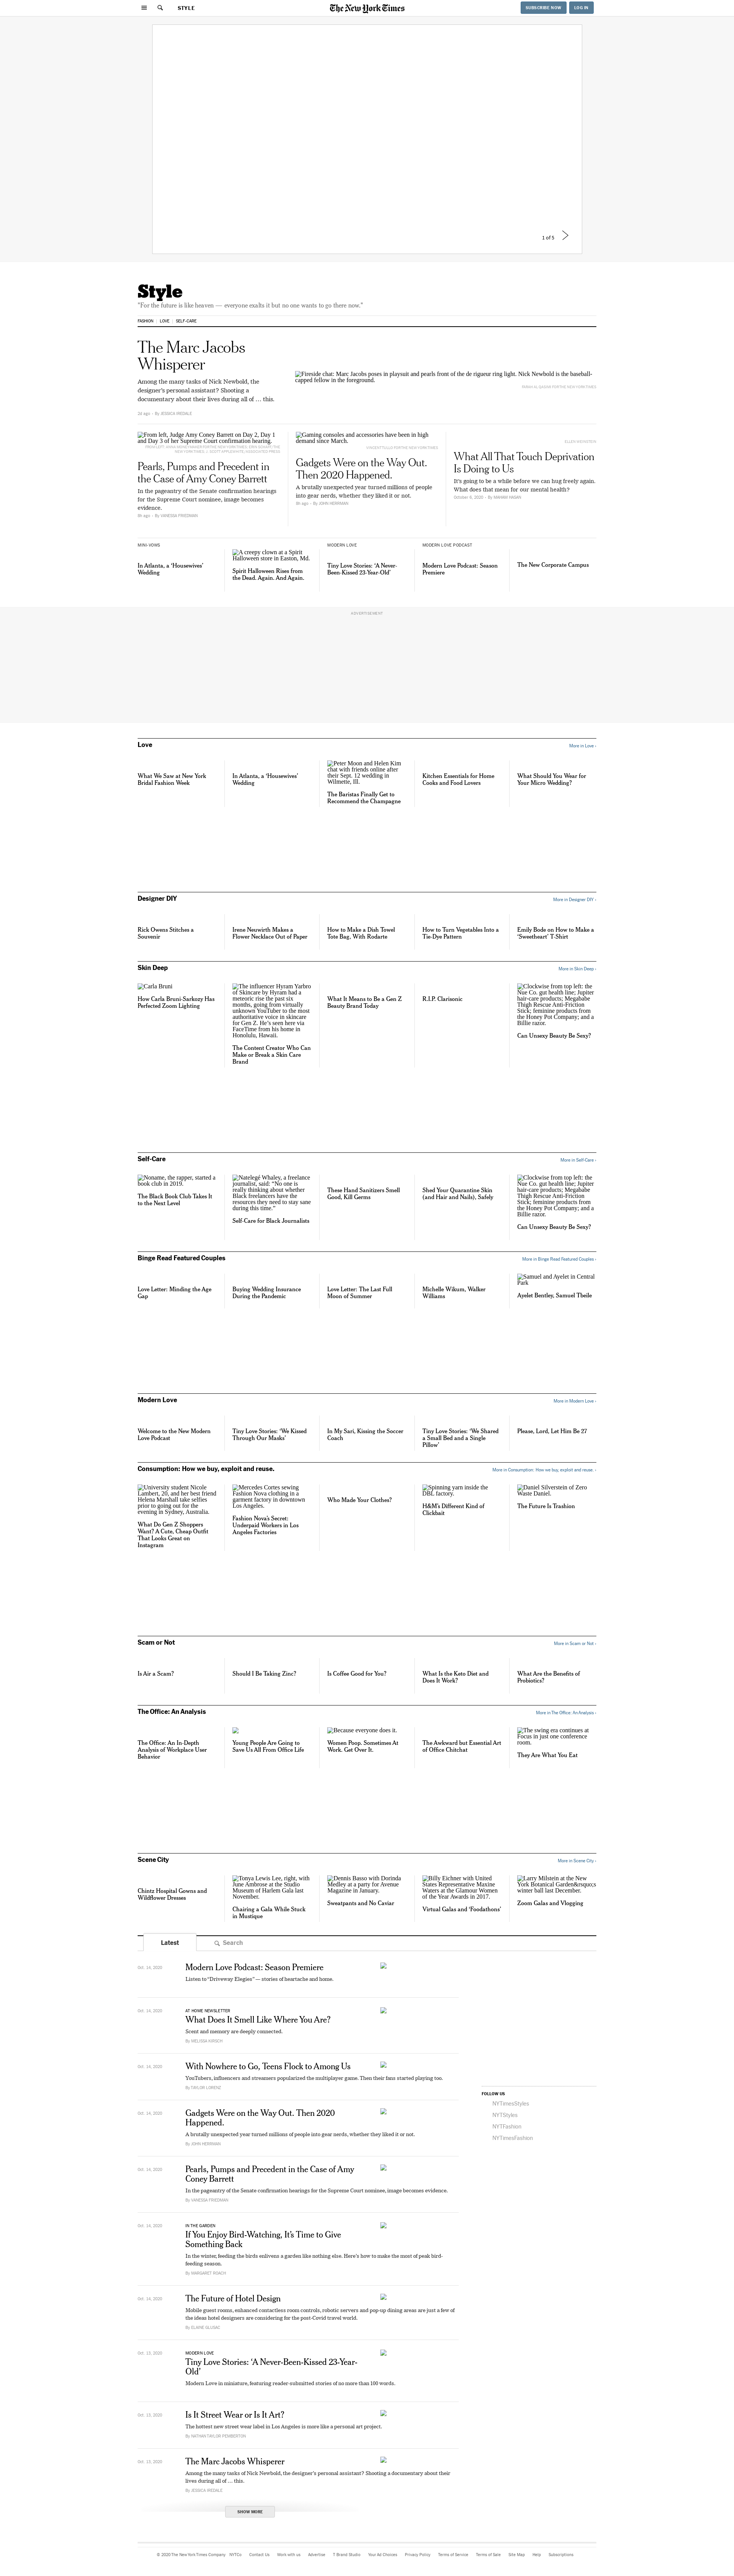 STYLE
The New York Times
SUBSCRIBE NOW
LOG IN
1 of 5
Style
"For the future is like heaven — everyone exalts it but no one wants to go there now."
FASHION
LOVE
SELF-CARE
The Marc Jacobs
Whisperer
Among the many tasks of Nick Newbold, the
designer's personal assistant? Shooting a
documentary about their lives during all of … this.
By JESSICA IREDALE
Fireside chat: Marc Jacobs poses in playsuit and pearls front of the de rigueur ring light. Nick Newbold is the baseball-
capped fellow in the foreground.
From left, Judge Amy Coney Barrett on Day 2, Day 1
and Day 3 of her Supreme Court confirmation hearing.
Pearls, Pumps and Precedent in
the Case of Amy Coney Barrett
In the pageantry of the Senate confirmation hearings
for the Supreme Court nominee, image becomes
evidence.
By VANESSA FRIEDMAN
Gaming consoles and accessories have been in high
demand since March.
Gadgets Were on the Way Out.
Then 2020 Happened.
A brutally unexpected year turned millions of people
into gear nerds, whether they liked it or not.
By JOHN HERRMAN
ELLEN WEINSTEIN
What All That Touch Deprivation
Is Doing to Us
It's going to be a while before we can hug freely again.
What does that mean for our mental health?
October 6, 2020 – By MAHAM HASAN
MINI-VOWS
In Atlanta, a 'Housewives'
Wedding
A creepy clown at a Spirit
Halloween store in Easton, Md.
Spirit Halloween Rises from
the Dead. Again. And Again.
MODERN LOVE
Tiny Love Stories: 'A Never-
Been-Kissed 23-Year-Old'
MODERN LOVE PODCAST
Modern Love Podcast: Season
Premiere
The New Corporate Campus
ADVERTISEMENT
Love
More in Love ›
What We Saw at New York
Bridal Fashion Week
In Atlanta, a 'Housewives'
Wedding
Peter Moon and Helen Kim
chat with friends online after
their Sept. 12 wedding in
Wilmette, Ill.
The Baristas Finally Get to
Recommend the Champagne
Kitchen Essentials for Home
Cooks and Food Lovers
What Should You Wear for
Your Micro Wedding?
Designer DIY
More in Designer DIY ›
Rick Owens Stitches a
Souvenir
Irene Neuwirth Makes a
Flower Necklace Out of Paper
How to Make a Dish Towel
Tote Bag, With Rodarte
How to Turn Vegetables Into a
Tie-Dye Pattern
Emily Bode on How to Make a
'Sweetheart' T-Shirt
Skin Deep
More in Skin Deep ›
Carla Bruni
How Carla Bruni-Sarkozy Has
Perfected Zoom Lighting
The influencer Hyram Yarbro
of Skincare by Hyram had a
meteoric rise the past six
months, going from virtually
unknown YouTuber to the most
authoritative voice in skincare
for Gen Z. He's seen here via
FaceTime from his home in
Honolulu, Hawaii.
The Content Creator Who Can
Make or Break a Skin Care
Brand
What It Means to Be a Gen Z
Beauty Brand Today
R.I.P. Clarisonic
Clockwise from top left: the
Nue Co. gut health line; Jupiter
hair-care products; Megababe
Thigh Rescue Anti-Friction
Stick; feminine products from
the Honey Pot Company; and a
Billie razor.
Can Unsexy Beauty Be Sexy?
Self-Care
More in Self-Care ›
Noname, the rapper, started a
book club in 2019.
The Black Book Club Takes It
to the Next Level
Natelegé Whaley, a freelance
journalist, said: "No one is
really thinking about whether
Black freelancers have the
resources they need to stay sane
during this time."
Self-Care for Black Journalists
These Hand Sanitizers Smell
Good, Kill Germs
Shed Your Quarantine Skin
(and Hair and Nails), Safely
Clockwise from top left: the
Nue Co. gut health line; Jupiter
hair-care products; Megababe
Thigh Rescue Anti-Friction
Stick; feminine products from
the Honey Pot Company; and a
Billie razor.
Can Unsexy Beauty Be Sexy?
Binge Read Featured Couples
More in Binge Read Featured Couples ›
Love Letter: Minding the Age
Gap
Buying Wedding Insurance
During the Pandemic
Love Letter: The Last Full
Moon of Summer
Michelle Wikum, Walker
Williams
Samuel and Ayelet in Central
Park
Ayelet Bentley, Samuel Theile
Modern Love
More in Modern Love ›
Welcome to the New Modern
Love Podcast
Tiny Love Stories: 'We Kissed
Through Our Masks'
In My Sari, Kissing the Soccer
Coach
Tiny Love Stories: 'We Shared
a Small Bed and a Single
Pillow'
Please, Lord, Let Him Be 27
Consumption: How we buy, exploit and reuse.
More in Consumption: How we buy, exploit and reuse. ›
University student Nicole
Lambert, 20, and her best friend
Helena Marshall take selfies
prior to going out for the
evening in Sydney, Australia.
What Do Gen Z Shoppers
Want? A Cute, Cheap Outfit
That Looks Great on
Instagram
Mercedes Cortes sewing
Fashion Nova clothing in a
garment factory in downtown
Los Angeles.
Fashion Nova's Secret:
Underpaid Workers in Los
Angeles Factories
Who Made Your Clothes?
Spinning yarn inside the
DBL factory.
H&M's Different Kind of
Clickbait
Daniel Silverstein of Zero
Waste Daniel.
The Future Is Trashion
Scam or Not
More in Scam or Not ›
Is Air a Scam?
Should I Be Taking Zinc?
Is Coffee Good for You?
What Is the Keto Diet and
Does It Work?
What Are the Benefits of
Probiotics?
The Office: An Analysis
More in The Office: An Analysis ›
The Office: An In-Depth
Analysis of Workplace User
Behavior
Young People Are Going to
Save Us All From Office Life
Because everyone does it.
Women Poop. Sometimes At
Work. Get Over It.
The Awkward but Essential Art
of Office Chitchat
The swing era continues at
Focus in just one conference
room.
They Are What You Eat
Scene City
More in Scene City ›
Chintz Hospital Gowns and
Wildflower Dresses
Tonya Lewis Lee, right, with
June Ambrose at the Studio
Museum of Harlem Gala last
November.
Chairing a Gala While Stuck
in Mustique
Dennis Basso with Dorinda
Medley at a party for Avenue
Magazine in January.
Sweatpants and No Caviar
Billy Eichner with United
States Representative Maxine
Waters at the Glamour Women
of the Year Awards in 2017.
Virtual Galas and 'Foodathons'
Larry Milstein at the New
York Botanical Garden&rsquo;s
winter ball last December.
Zoom Galas and Vlogging
Latest
Search
Oct. 14, 2020
Modern Love Podcast: Season Premiere
Listen to "Driveway Elegies" — stories of heartache and home.
AT HOME NEWSLETTER
What Does It Smell Like Where You Are?
Scent and memory are deeply connected.
By MELISSA KIRSCH
With Nowhere to Go, Teens Flock to Among Us
YouTubers, influencers and streamers popularized the multiplayer game. Then their fans started playing too.
By TAYLOR LORENZ
Oct. 14, 2020
Gadgets Were on the Way Out. Then 2020
Happened.
A brutally unexpected year turned millions of people into gear nerds, whether they liked it or not.
By JOHN HERRMAN
Oct. 14, 2020
Pearls, Pumps and Precedent in the Case of Amy
Coney Barrett
In the pageantry of the Senate confirmation hearings for the Supreme Court nominee, image becomes evidence.
By VANESSA FRIEDMAN
Oct. 14, 2020
IN THE GARDEN
If You Enjoy Bird-Watching, It's Time to Give
Something Back
In the winter, feeding the birds enlivens a garden like nothing else. Here's how to make the most of peak bird-
feeding season.
By MARGARET ROACH
Oct. 13, 2020
The Future of Hotel Design
Mobile guest rooms, enhanced contactless room controls, robotic servers and pop-up dining areas are just a few of
the ideas hotel designers are considering for the post-Covid travel world.
By ELAINE GLUSAC
Oct. 13, 2020
MODERN LOVE
Tiny Love Stories: 'A Never-Been-Kissed 23-Year-
Old'
Modern Love in miniature, featuring reader-submitted stories of no more than 100 words.
Oct. 13, 2020
Is It Street Wear or Is It Art?
The hottest new street wear label in Los Angeles is more like a personal art project.
By NATHAN TAYLOR PEMBERTON
Oct. 13, 2020
The Marc Jacobs Whisperer
Among the many tasks of Nick Newbold, the designer's personal assistant? Shooting a documentary about their
lives during all of … this.
By JESSICA IREDALE
SHOW MORE
FOLLOW US
NYTimesStyles
NYTStyles
NYTFashion
NYTimesFashion
© 2020 The New York Times Company
NYTCo
Contact Us
Work with us
Advertise
T Brand Studio
Your Ad Choices
Privacy Policy
Terms of Service
Terms of Sale
Site Map
Help
Subscriptions